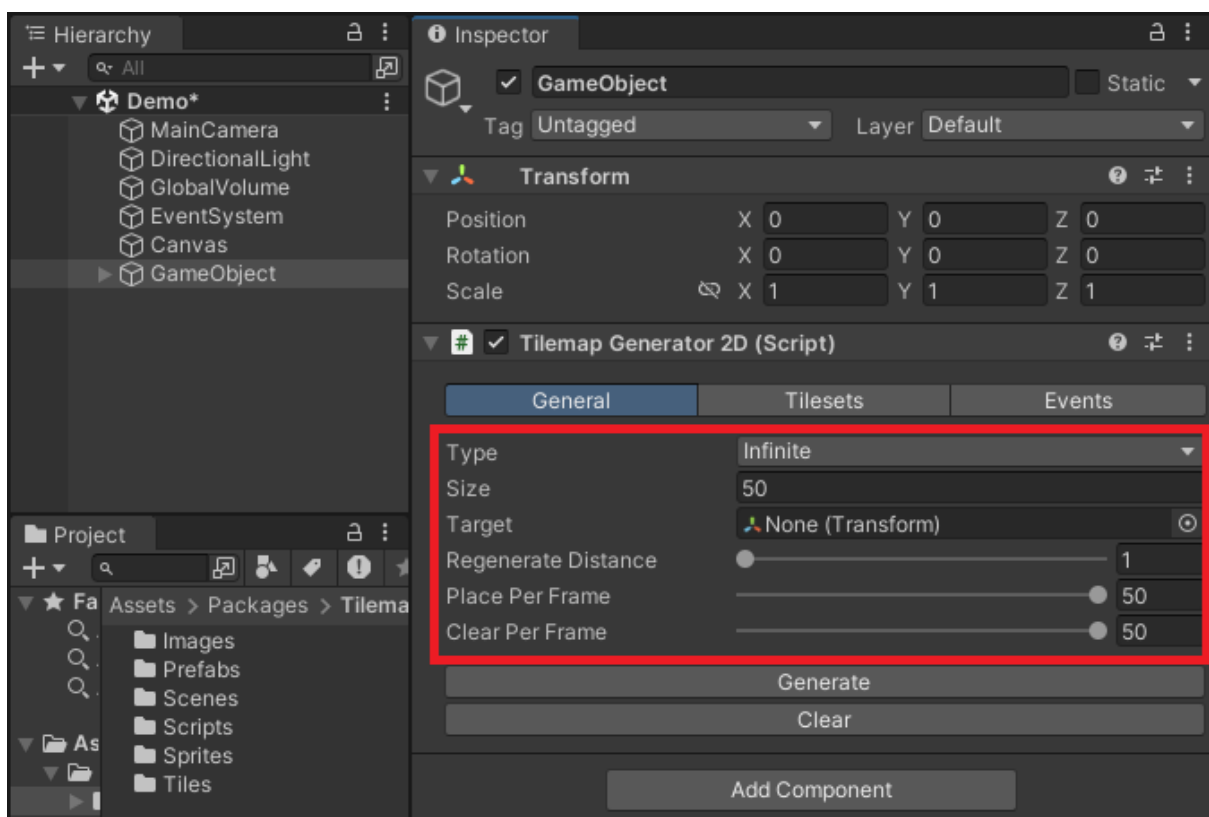 Hierarchy
All
Demo*
MainCamera
DirectionalLight
GlobalVolume
EventSystem
Canvas
GameObject
Project
Fa
Assets > Packages > Tilema
Images
Prefabs
Scenes
Scripts
Sprites
Tiles
As
Inspector
GameObject Static
Tag Untagged Layer Default
Transform
Position X 0 Y 0 Z 0
Rotation X 0 Y 0 Z 0
Scale X 1 Y 1 Z 1
# Tilemap Generator 2D (Script)
General Tilesets Events
Type Infinite
Size 50
Target None (Transform)
Regenerate Distance 1
Place Per Frame 50
Clear Per Frame 50
Generate
Clear
Add Component